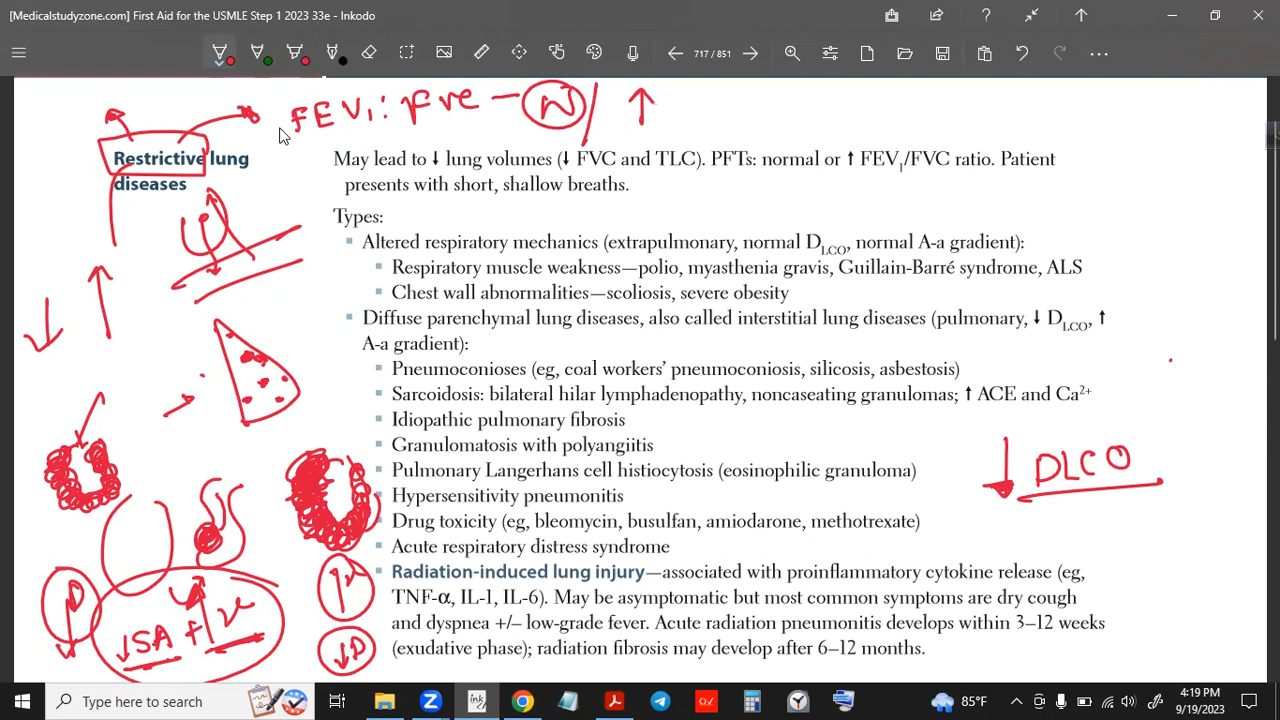 [Medicalstudyzone.com] First Aid for the USMLE Step 1 2023 33e - Inkodo
717 / 851
FEV₁ : FVC - N / ↑
Restrictive lung
diseases
May lead to ↓ lung volumes (↓ FVC and TLC). PFTs: normal or ↑ FEV₁/FVC ratio. Patient
presents with short, shallow breaths.
Types:
Altered respiratory mechanics (extrapulmonary, normal DLCO, normal A-a gradient):
Respiratory muscle weakness—polio, myasthenia gravis, Guillain-Barré syndrome, ALS
Chest wall abnormalities—scoliosis, severe obesity
Diffuse parenchymal lung diseases, also called interstitial lung diseases (pulmonary, ↓ DLCO, ↑
A-a gradient):
Pneumoconioses (eg, coal workers’ pneumoconiosis, silicosis, asbestosis)
Sarcoidosis: bilateral hilar lymphadenopathy, noncaseating granulomas; ↑ ACE and Ca²⁺
Idiopathic pulmonary fibrosis
Granulomatosis with polyangiitis
Pulmonary Langerhans cell histiocytosis (eosinophilic granuloma)
Hypersensitivity pneumonitis
Drug toxicity (eg, bleomycin, busulfan, amiodarone, methotrexate)
Acute respiratory distress syndrome
Radiation-induced lung injury—associated with proinflammatory cytokine release (eg,
TNF-α, IL-1, IL-6). May be asymptomatic but most common symptoms are dry cough
and dyspnea +/– low-grade fever. Acute radiation pneumonitis develops within 3–12 weeks
(exudative phase); radiation fibrosis may develop after 6–12 months.
↓ DLCO
↓SA
↓D
Type here to search
85°F
4:19 PM
9/19/2023